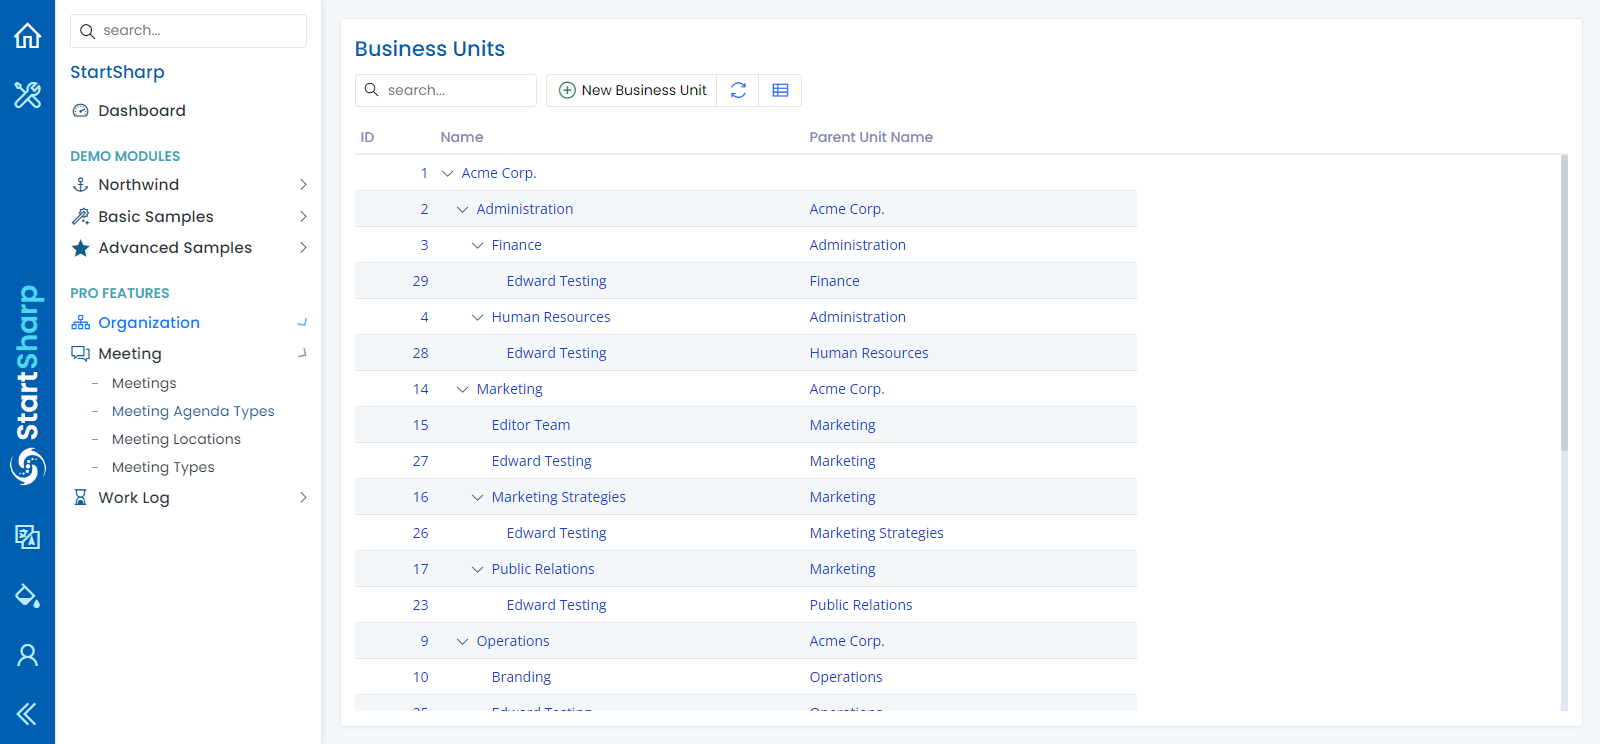 search...
StartSharp
Dashboard
DEMO MODULES
Northwind
Basic Samples
Advanced Samples
PRO FEATURES
Organization
Meeting
- Meetings
- Meeting Agenda Types
- Meeting Locations
- Meeting Types
Work Log
StartSharp
Business Units
search...
New Business Unit
ID Name Parent Unit Name
1 Acme Corp.
2 Administration Acme Corp.
3 Finance Administration
29 Edward Testing Finance
4 Human Resources Administration
28 Edward Testing Human Resources
14 Marketing Acme Corp.
15 Editor Team Marketing
27 Edward Testing Marketing
16 Marketing Strategies Marketing
26 Edward Testing Marketing Strategies
17 Public Relations Marketing
23 Edward Testing Public Relations
9 Operations Acme Corp.
10 Branding Operations
Edward Testing Operations